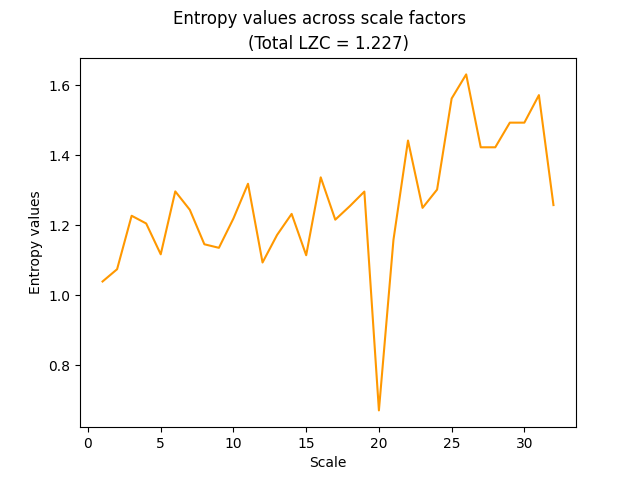 Entropy values across scale factors
(Total LZC = 1.227)
1.6
1.4
1.2
1.0
0.8
Entropy values
0 5 10 15 20 25 30
Scale